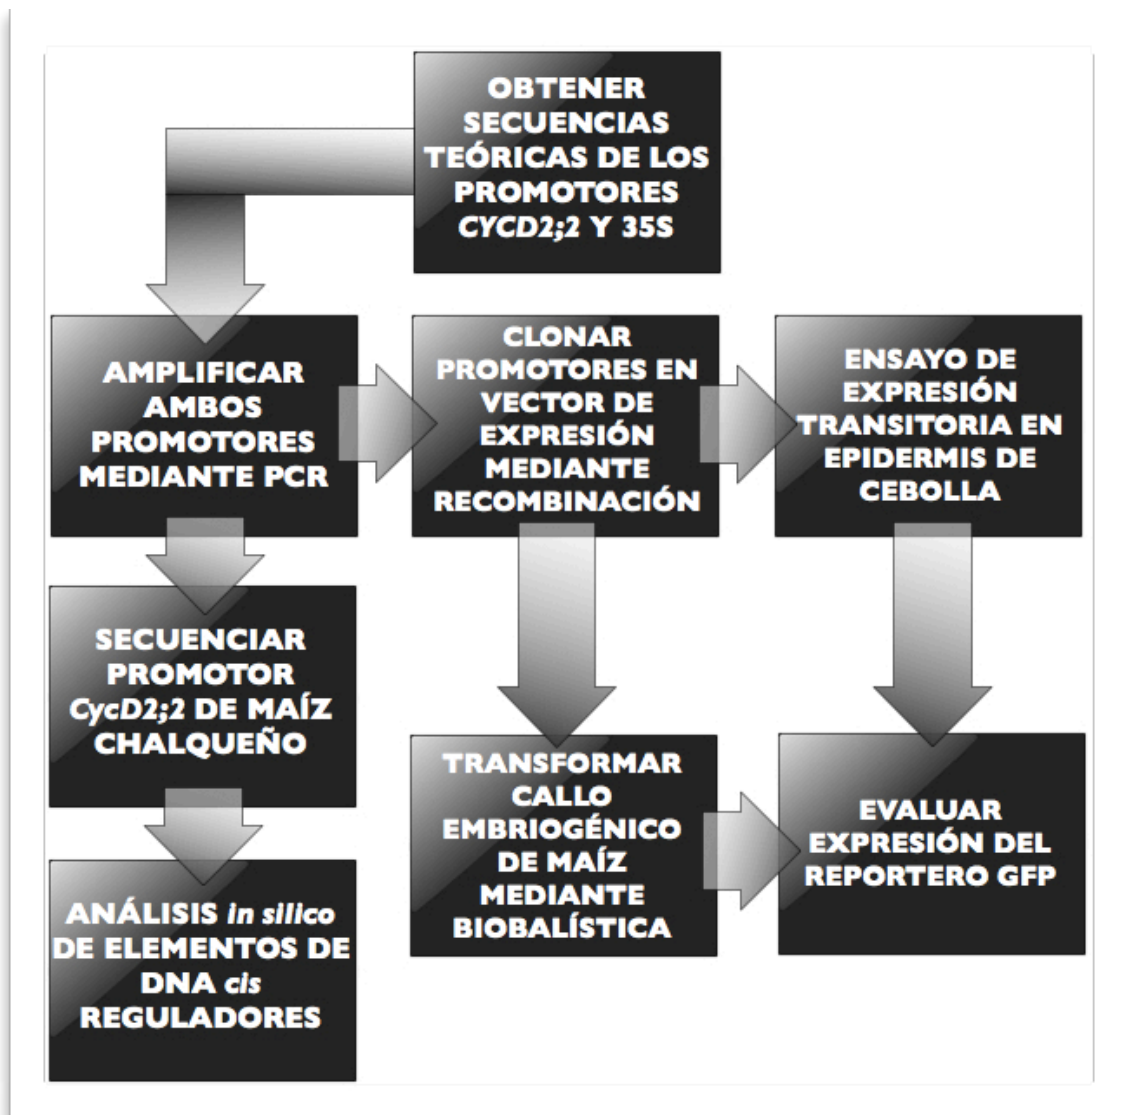 OBTENER
SECUENCIAS
TEÓRICAS DE LOS
PROMOTORES
CYCD2;2 Y 35S
AMPLIFICAR
AMBOS
PROMOTORES
MEDIANTE PCR
CLONAR
PROMOTORES EN
VECTOR DE
EXPRESIÓN
MEDIANTE
RECOMBINACIÓN
ENSAYO DE
EXPRESIÓN
TRANSITORIA EN
EPIDERMIS DE
CEBOLLA
SECUENCIAR
PROMOTOR
CycD2;2 DE MAÍZ
CHALQUEÑO
TRANSFORMAR
CALLO
EMBRIOGÉNICO
DE MAÍZ
MEDIANTE
BIOBALÍSTICA
EVALUAR
EXPRESIÓN DEL
REPORTERO GFP
ANÁLISIS in silico
DE ELEMENTOS DE
DNA cis
REGULADORES